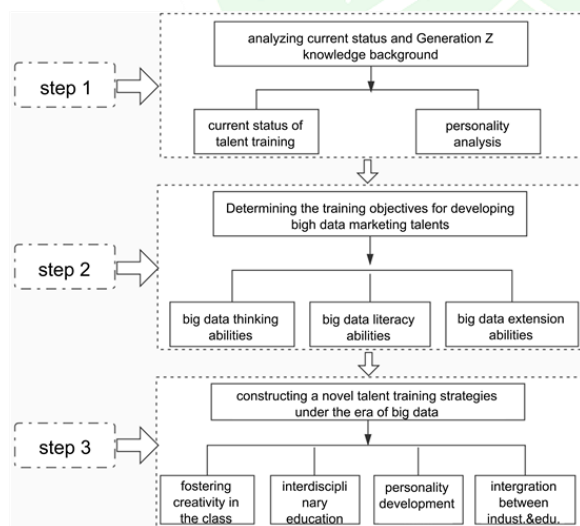 analyzing current status and Generation Z
knowledge background
step 1
current status of
talent training
personality
analysis
Determining the training objectives for developing
bigh data marketing talents
step 2
big data thinking
abilities
big data literacy
abilities
big data extension
abilities
constructing a novel talent training strategies
under the era of big data
step 3
fostering
creativity in
the class
interdiscipli
nary
education
personality
development
intergration
between
indust.&edu.